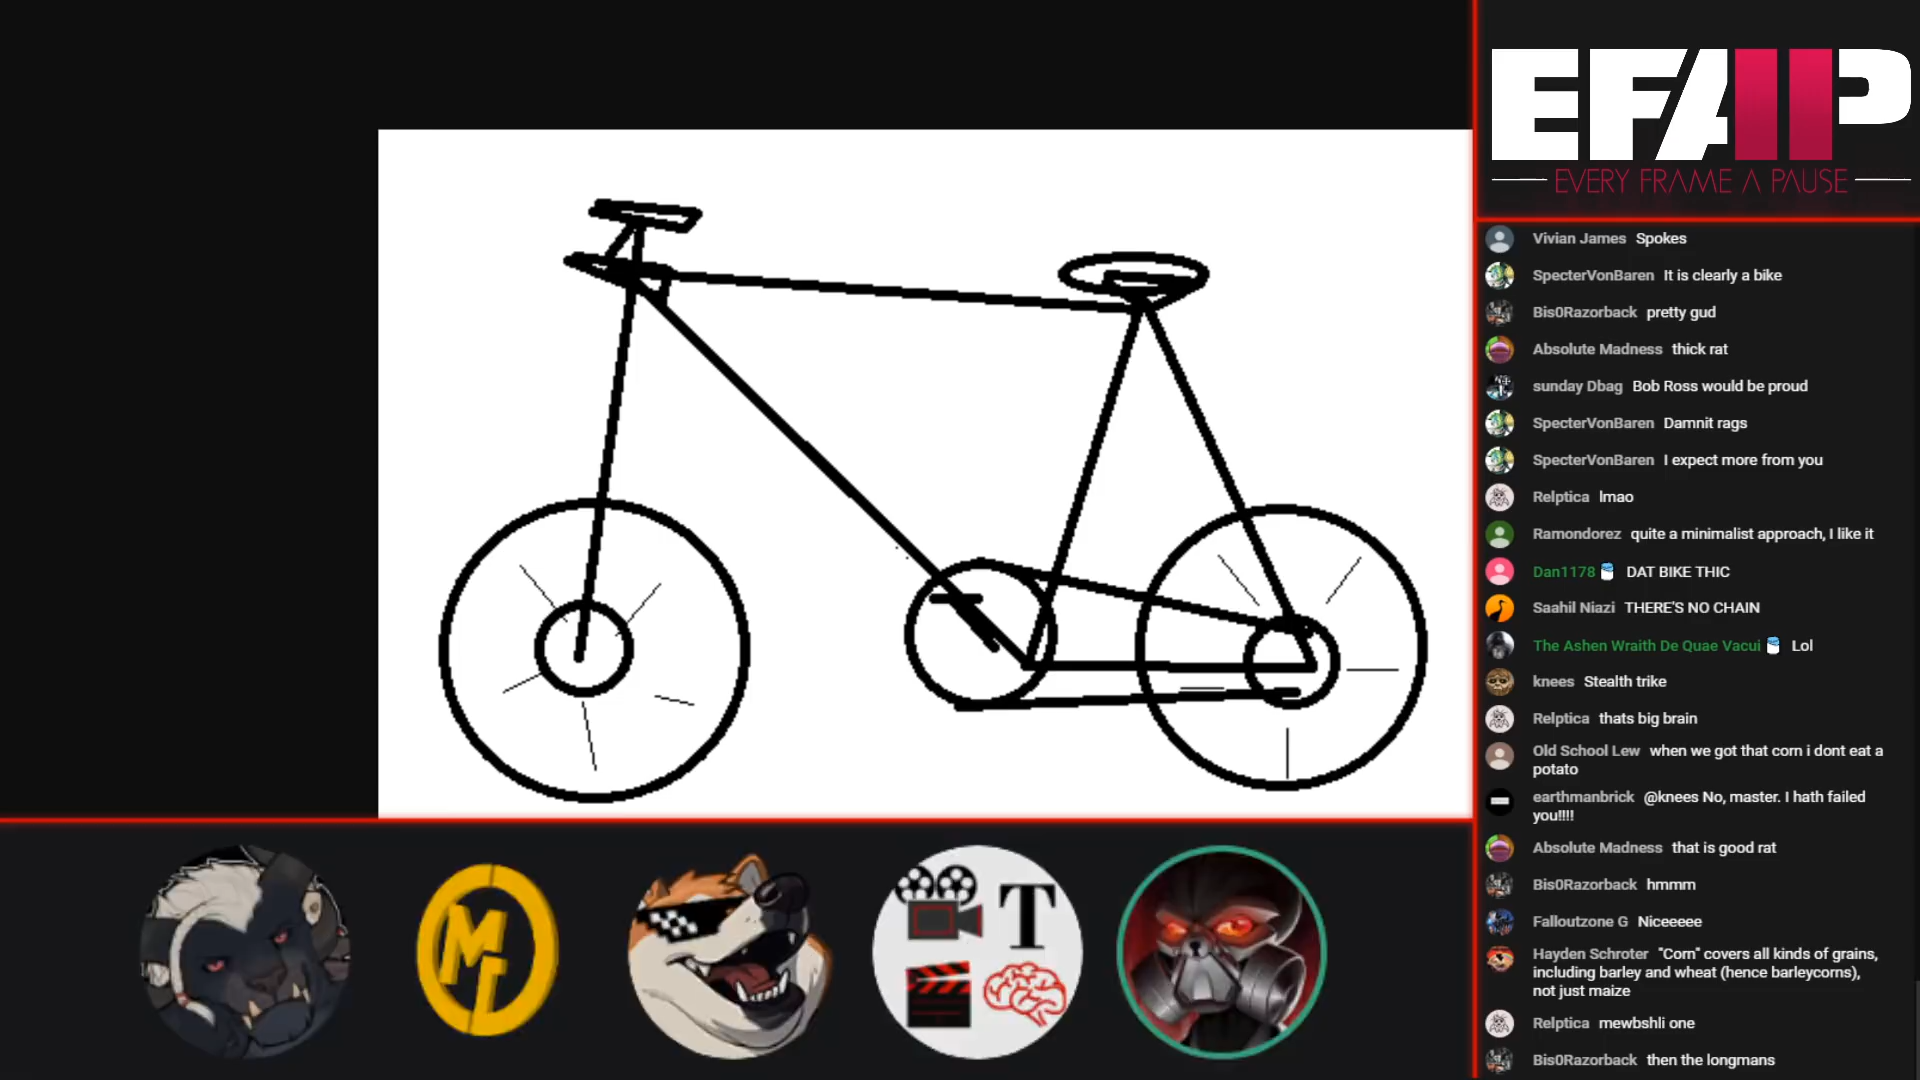 EFAP
EVERY FRAME A PAUSE
Vivian James Spokes
SpecterVonBaren It is clearly a bike
Bis0Razorback pretty gud
Absolute Madness thick rat
sunday Dbag Bob Ross would be proud
SpecterVonBaren Damnit rags
SpecterVonBaren I expect more from you
Relptica lmao
Ramondorez quite a minimalist approach, I like it
Dan1178 DAT BIKE THIC
Saahil Niazi THERE'S NO CHAIN
The Ashen Wraith De Quae Vacui Lol
knees Stealth trike
Relptica thats big brain
Old School Lew when we got that corn i dont eat a
potato
earthmanbrick @knees No, master. I hath failed
you!!!!
Absolute Madness that is good rat
Bis0Razorback hmmm
Falloutzone G Niceeeee
Hayden Schroter "Corn" covers all kinds of grains,
including barley and wheat (hence barleycorns),
not just maize
Relptica mewbshli one
Bis0Razorback then the longmans
ML
T